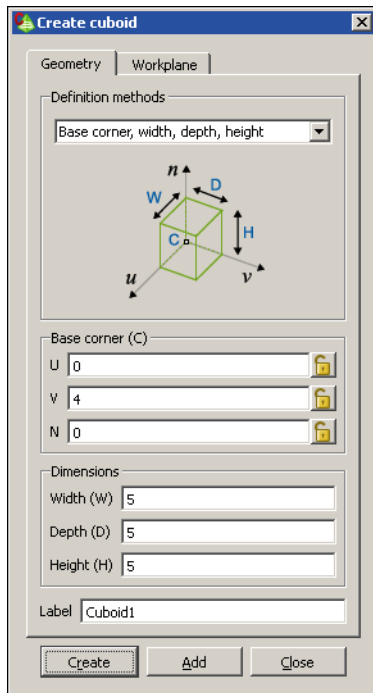 Create cuboid
Geometry Workplane
Definition methods
Base corner, width, depth, height
n
D
W
C
H
u
v
Base corner (C)
U 0
V 4
N 0
Dimensions
Width (W) 5
Depth (D) 5
Height (H) 5
Label Cuboid1
Create Add Close